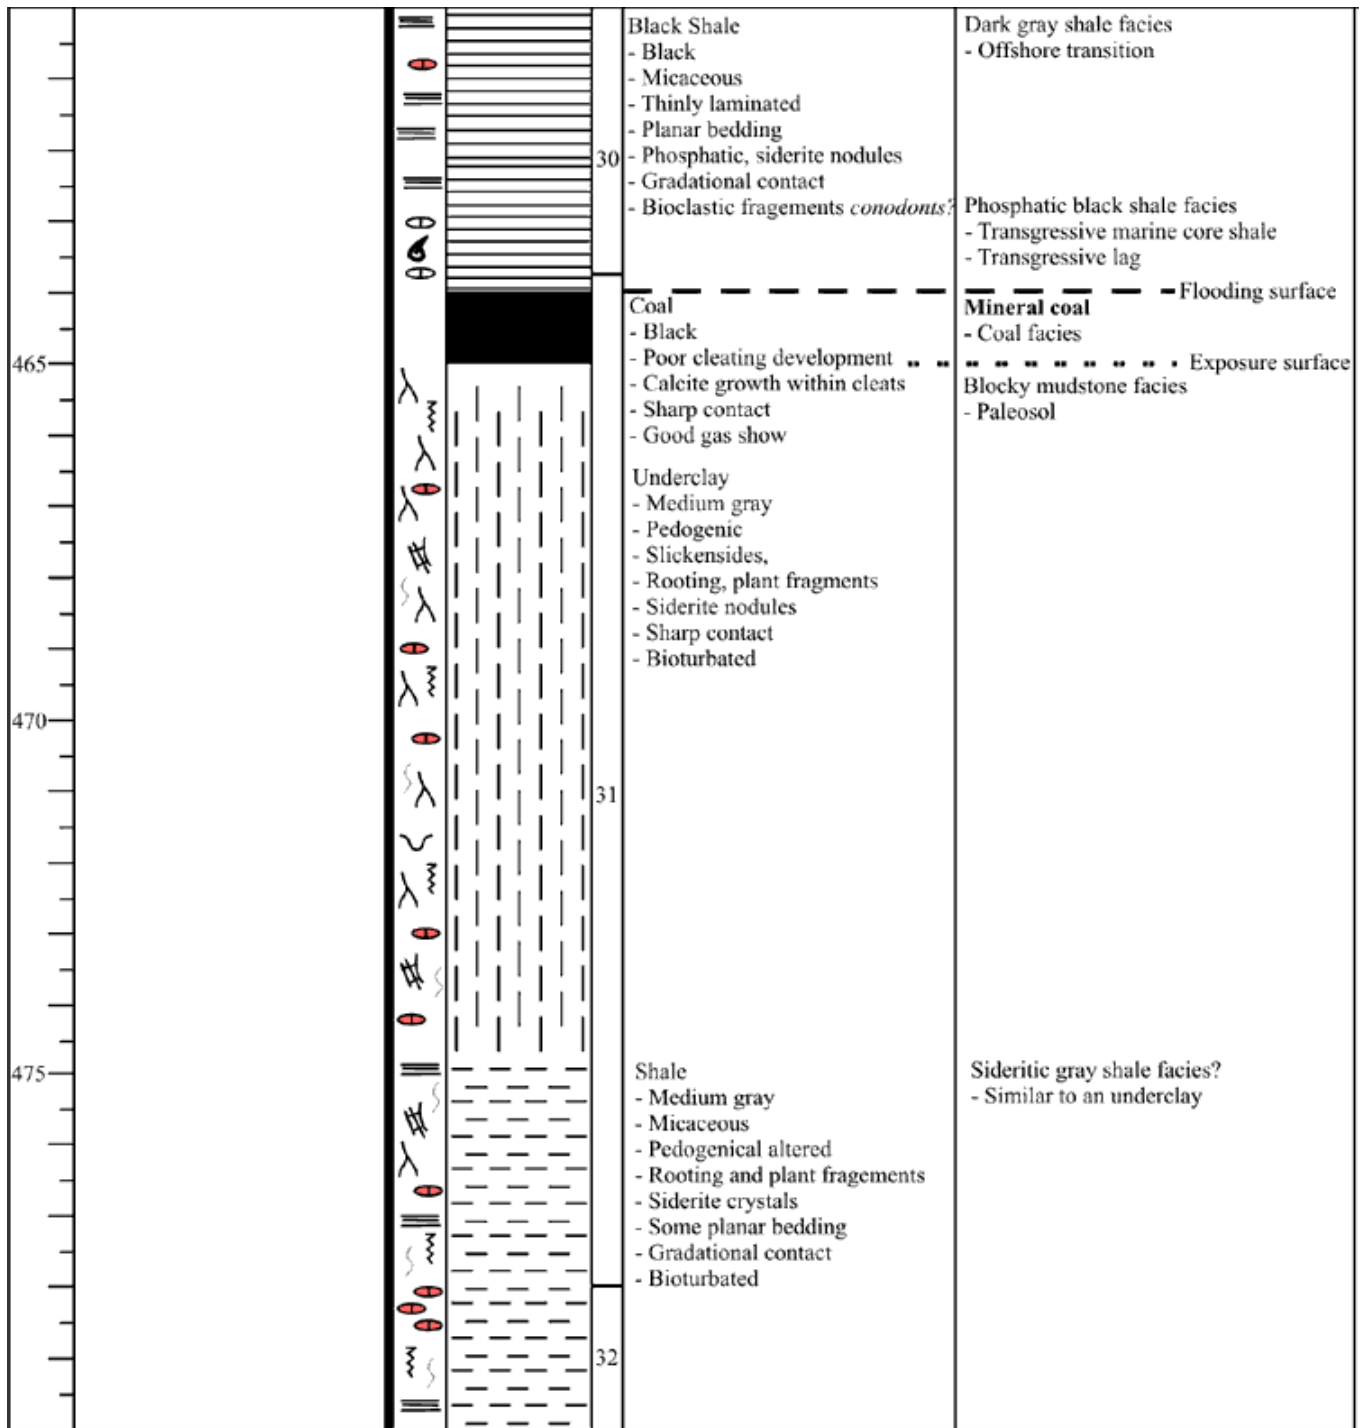 Black Shale
- Black
- Micaceous
- Thinly laminated
- Planar bedding
- Phosphatic, siderite nodules
- Gradational contact
- Bioclastic fragements conodonts?
Dark gray shale facies
- Offshore transition
30
Phosphatic black shale facies
- Transgressive marine core shale
- Transgressive lag
Flooding surface
Coal
- Black
- Poor cleating development
- Calcite growth within cleats
- Sharp contact
- Good gas show
Mineral coal
- Coal facies
465
Exposure surface
Blocky mudstone facies
- Paleosol
Underclay
- Medium gray
- Pedogenic
- Slickensides,
- Rooting, plant fragments
- Siderite nodules
- Sharp contact
- Bioturbated
470
31
475
Shale
- Medium gray
- Micaceous
- Pedogenical altered
- Rooting and plant fragements
- Siderite crystals
- Some planar bedding
- Gradational contact
- Bioturbated
Sideritic gray shale facies?
- Similar to an underclay
32